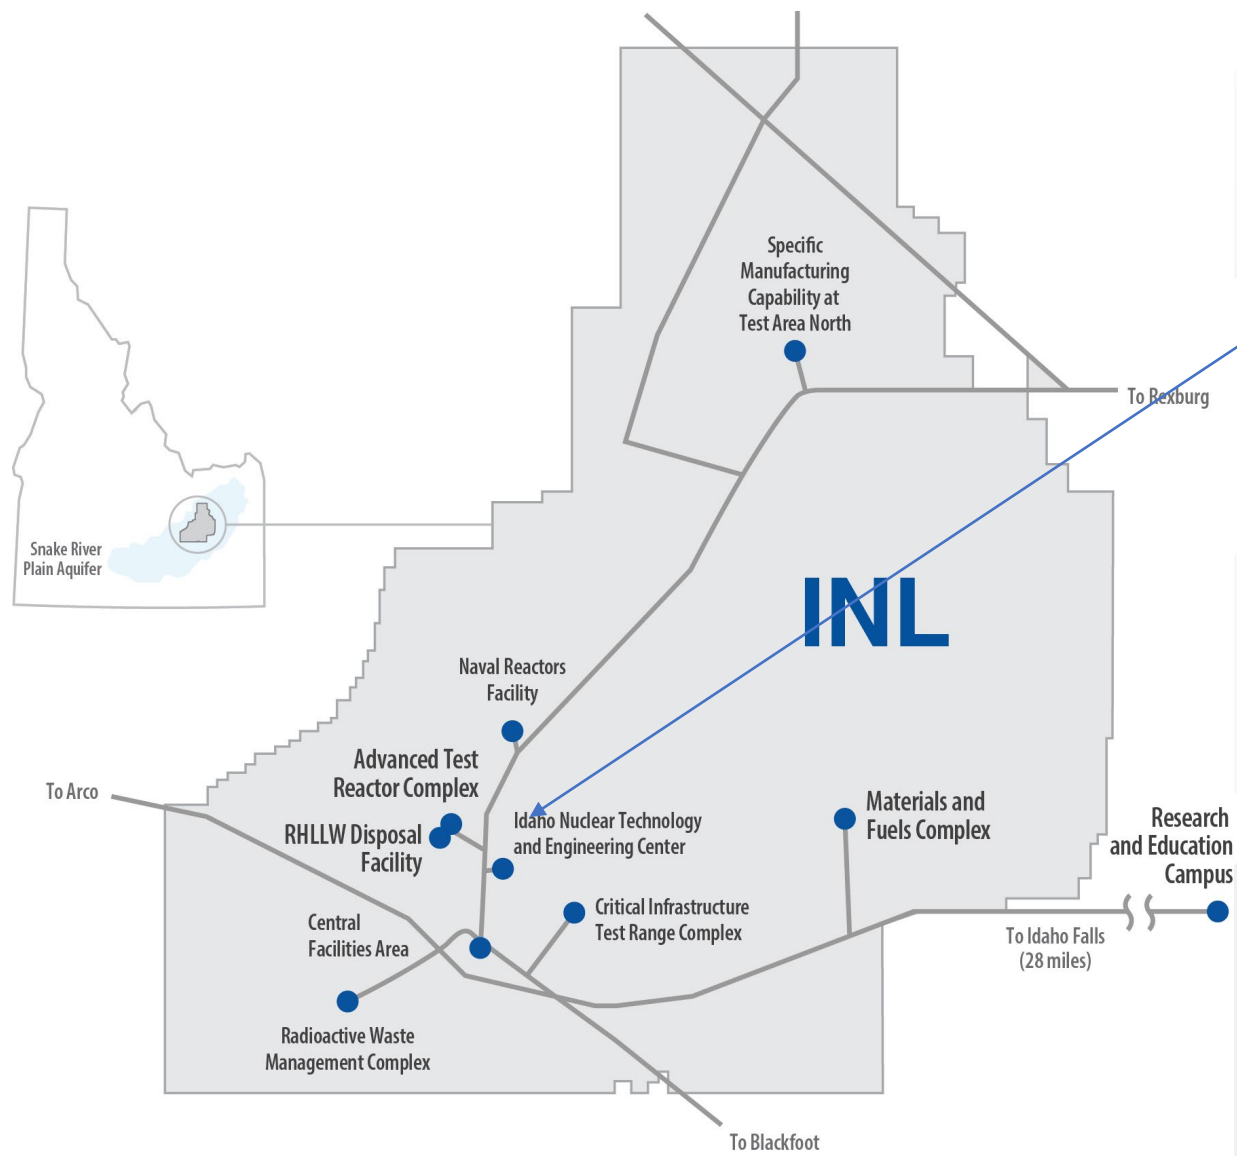 Specific
Manufacturing
Capability at
Test Area North
To Rexburg
Snake River
Plain Aquifer
INL
Naval Reactors
Facility
Advanced Test
Reactor Complex
To Arco
RHLLW Disposal
Facility
Idaho Nuclear Technology
and Engineering Center
Materials and
Fuels Complex
Research
and Education
Campus
Central
Facilities Area
Critical Infrastructure
Test Range Complex
To Idaho Falls
(28 miles)
Radioactive Waste
Management Complex
To Blackfoot